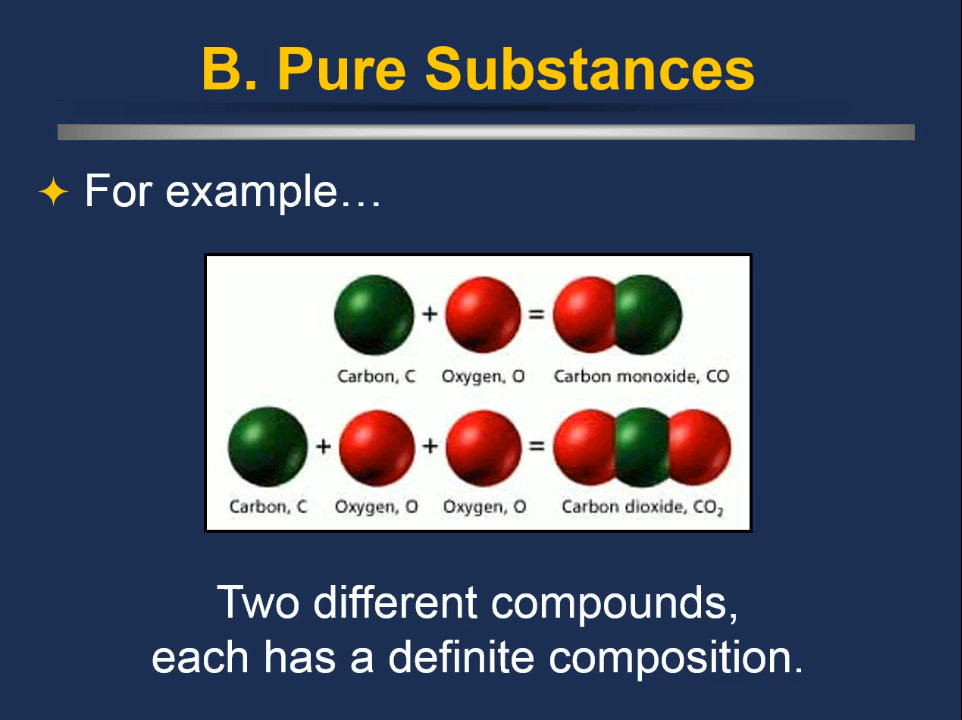 B. Pure Substances
✦ For example…
+ =
Carbon, C Oxygen, O Carbon monoxide, CO
+ + =
Carbon, C Oxygen, O Oxygen, O Carbon dioxide, CO₂
Two different compounds,
each has a definite composition.